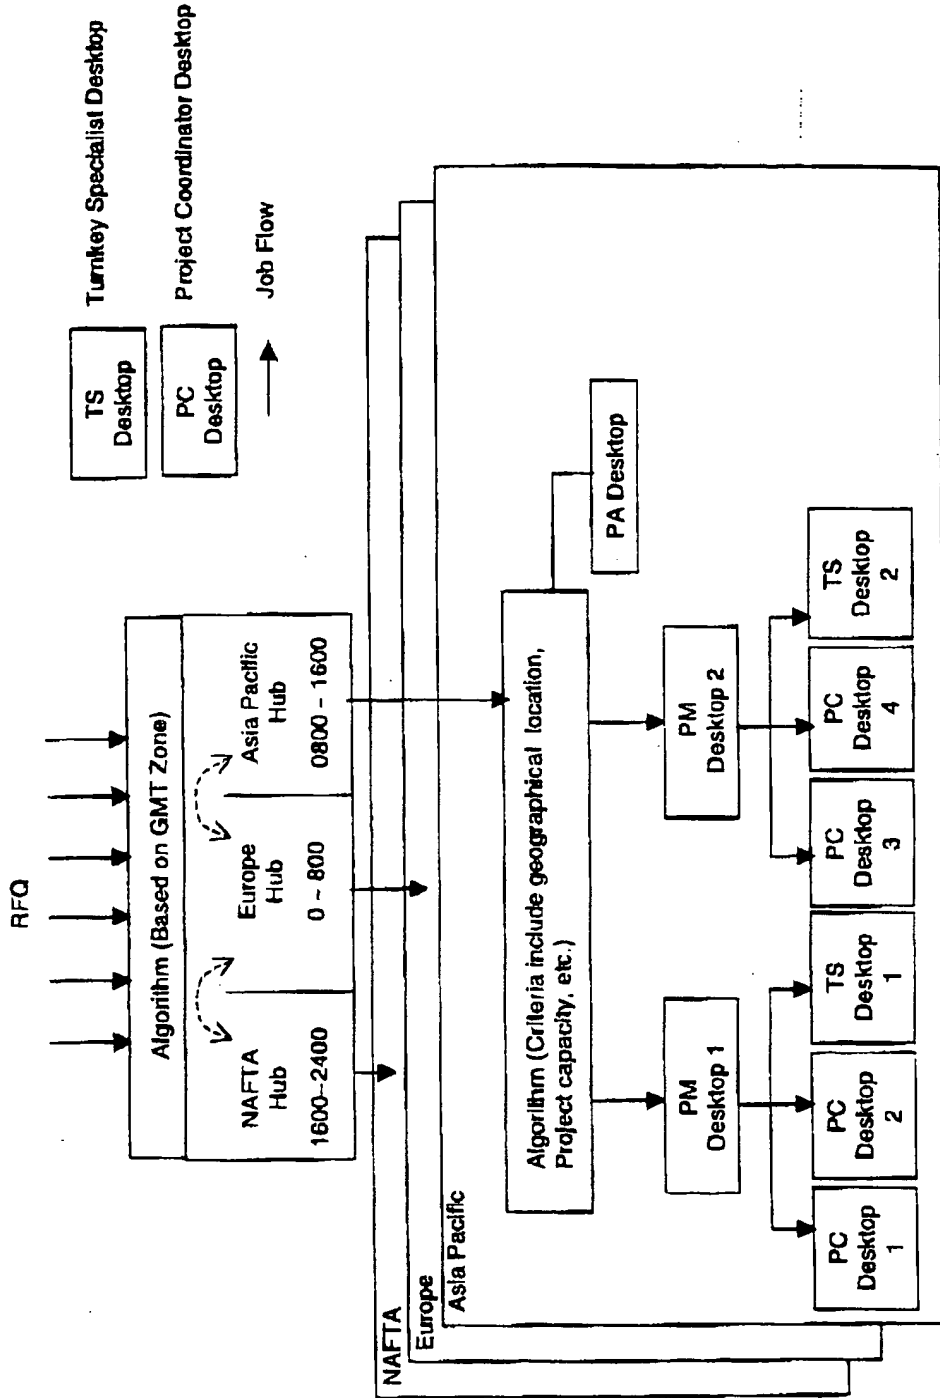 RFQ
Algorithm (Based on GMT Zone)
NAFTA
Hub
1600~2400
Europe
Hub
0 ~ 800
Asia Pacific
Hub
0800 ~ 1600
TS
Desktop
Turnkey Specialist Desktop
PC
Desktop
Project Coordinator Desktop
Job Flow
NAFTA
Europe
Asia Pacific
Algorithm (Criteria include geographical location,
Project capacity, etc.)
PA Desktop
PM
Desktop 1
PM
Desktop 2
PC
Desktop
1
PC
Desktop
2
TS
Desktop
1
PC
Desktop
3
PC
Desktop
4
TS
Desktop
2